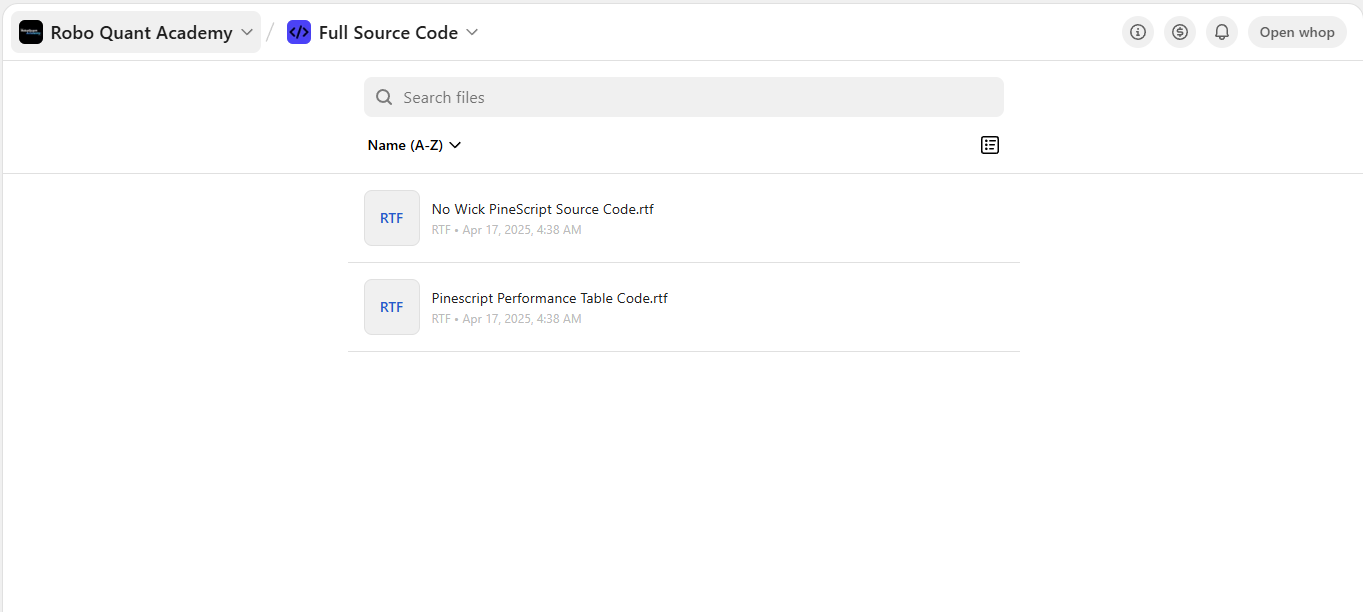 Robo Quant Academy / Full Source Code
Open whop
Search files
Name (A-Z)
RTF
No Wick PineScript Source Code.rtf
RTF • Apr 17, 2025, 4:38 AM
RTF
Pinescript Performance Table Code.rtf
RTF • Apr 17, 2025, 4:38 AM